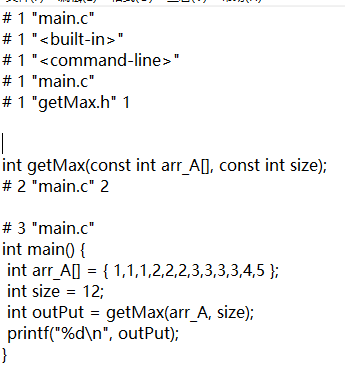 # 1 "main.c"
# 1 "<built-in>"
# 1 "<command-line>"
# 1 "main.c"
# 1 "getMax.h" 1
int getMax(const int arr_A[], const int size);
# 2 "main.c" 2
# 3 "main.c"
int main() {
 int arr_A[] = { 1,1,1,2,2,2,3,3,3,3,4,5 };
 int size = 12;
 int outPut = getMax(arr_A, size);
 printf("%d\n", outPut);
}